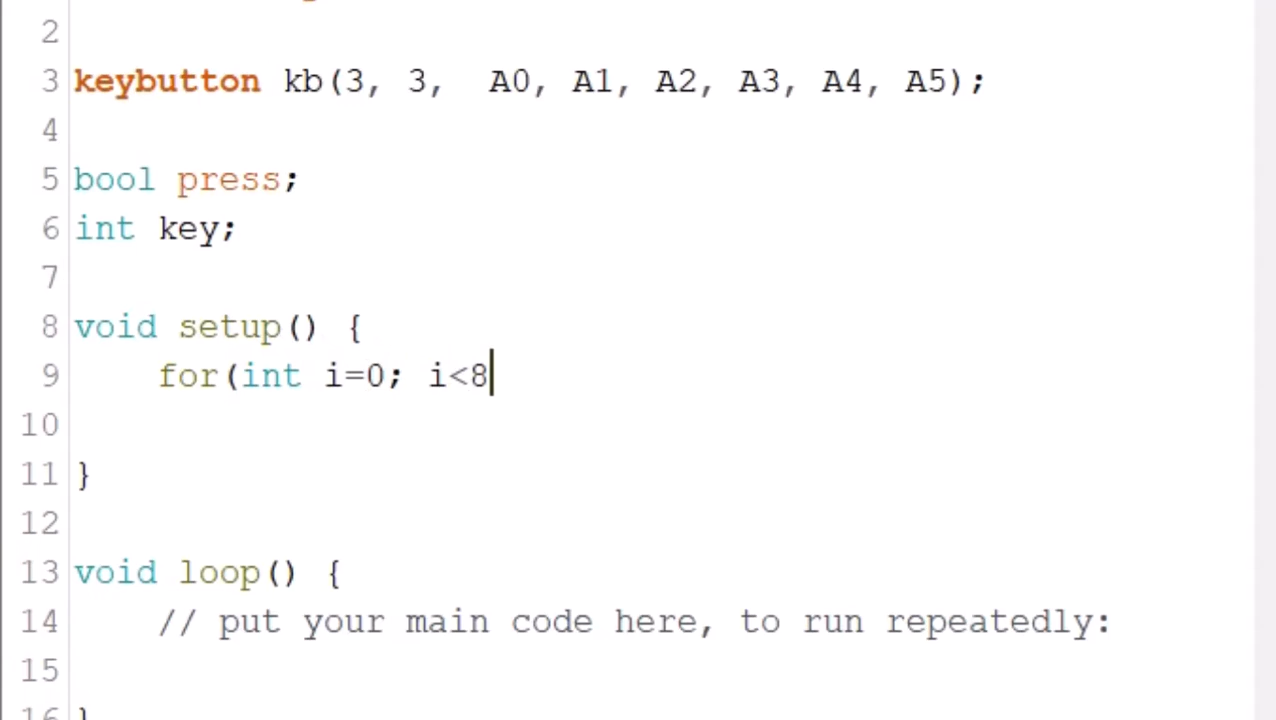 2
3 keybutton kb(3, 3,  A0, A1, A2, A3, A4, A5);
4
5 bool press;
6 int key;
7
8 void setup() {
9     for(int i=0; i<8
10
11 }
12
13 void loop() {
14     // put your main code here, to run repeatedly:
15
16 }